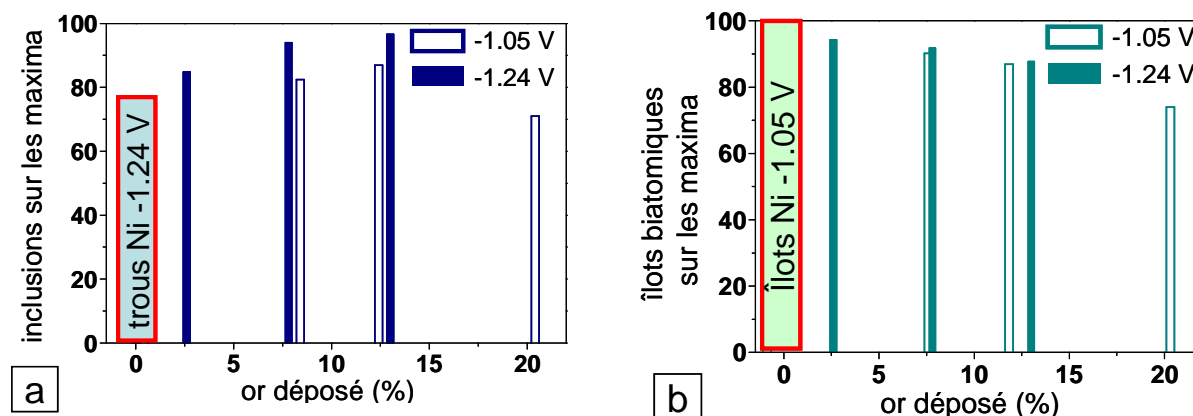 100
80
60
40
20
0
inclusions sur les maxima
trous Ni -1.24 V
-1.05 V
-1.24 V
0
5
10
15
20
or déposé (%)
a
100
80
60
40
20
0
îlots biatomiques
sur les maxima
Îlots Ni -1.05 V
-1.05 V
-1.24 V
0
5
10
15
20
or déposé (%)
b